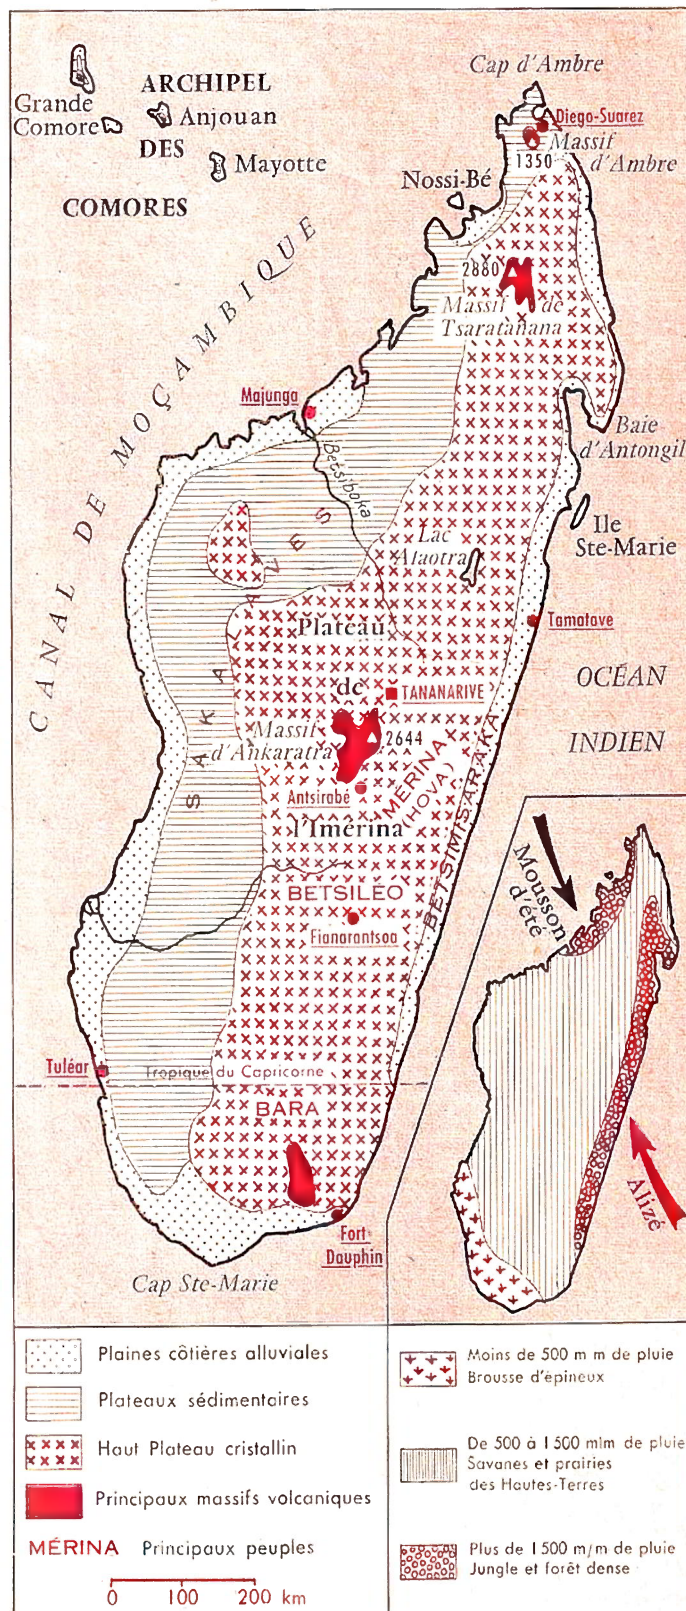 Cap d'Ambre
ARCHIPEL
Grande
Comore
Anjouan
DES
Mayotte
COMORES
Diego-Suarez
Massif
d'Ambre
1350
Nossi-Bé
2880
Massif de
Tsaratanana
CANAL DE MOÇAMBIQUE
Majunga
Betsiboka
Baie
d'Antongil
Ile
Ste-Marie
Lac
Alaotra
SAKALAVES
Plateau
de
l'Imérina
Tamatave
TANANARIVE
OCÉAN
INDIEN
Massif
d'Ankaratra
2644
Antsirabé
MÉRINA
(HOVA)
BETSIMISARAKA
BETSILÉO
Fianarantsoa
Tuléar
Tropique du Capricorne
BARA
Fort-
Dauphin
Cap Ste-Marie
Mousson
d'été
Alizé
Plaines côtières alluviales
Plateaux sédimentaires
Haut Plateau cristallin
Principaux massifs volcaniques
MÉRINA Principaux peuples
0 100 200 km
Moins de 500 m m de pluie
Brousse d'épineux
De 500 à 1 500 m/m de pluie
Savanes et prairies
des Hautes-Terres
Plus de 1 500 m/m de pluie
Jungle et forêt dense